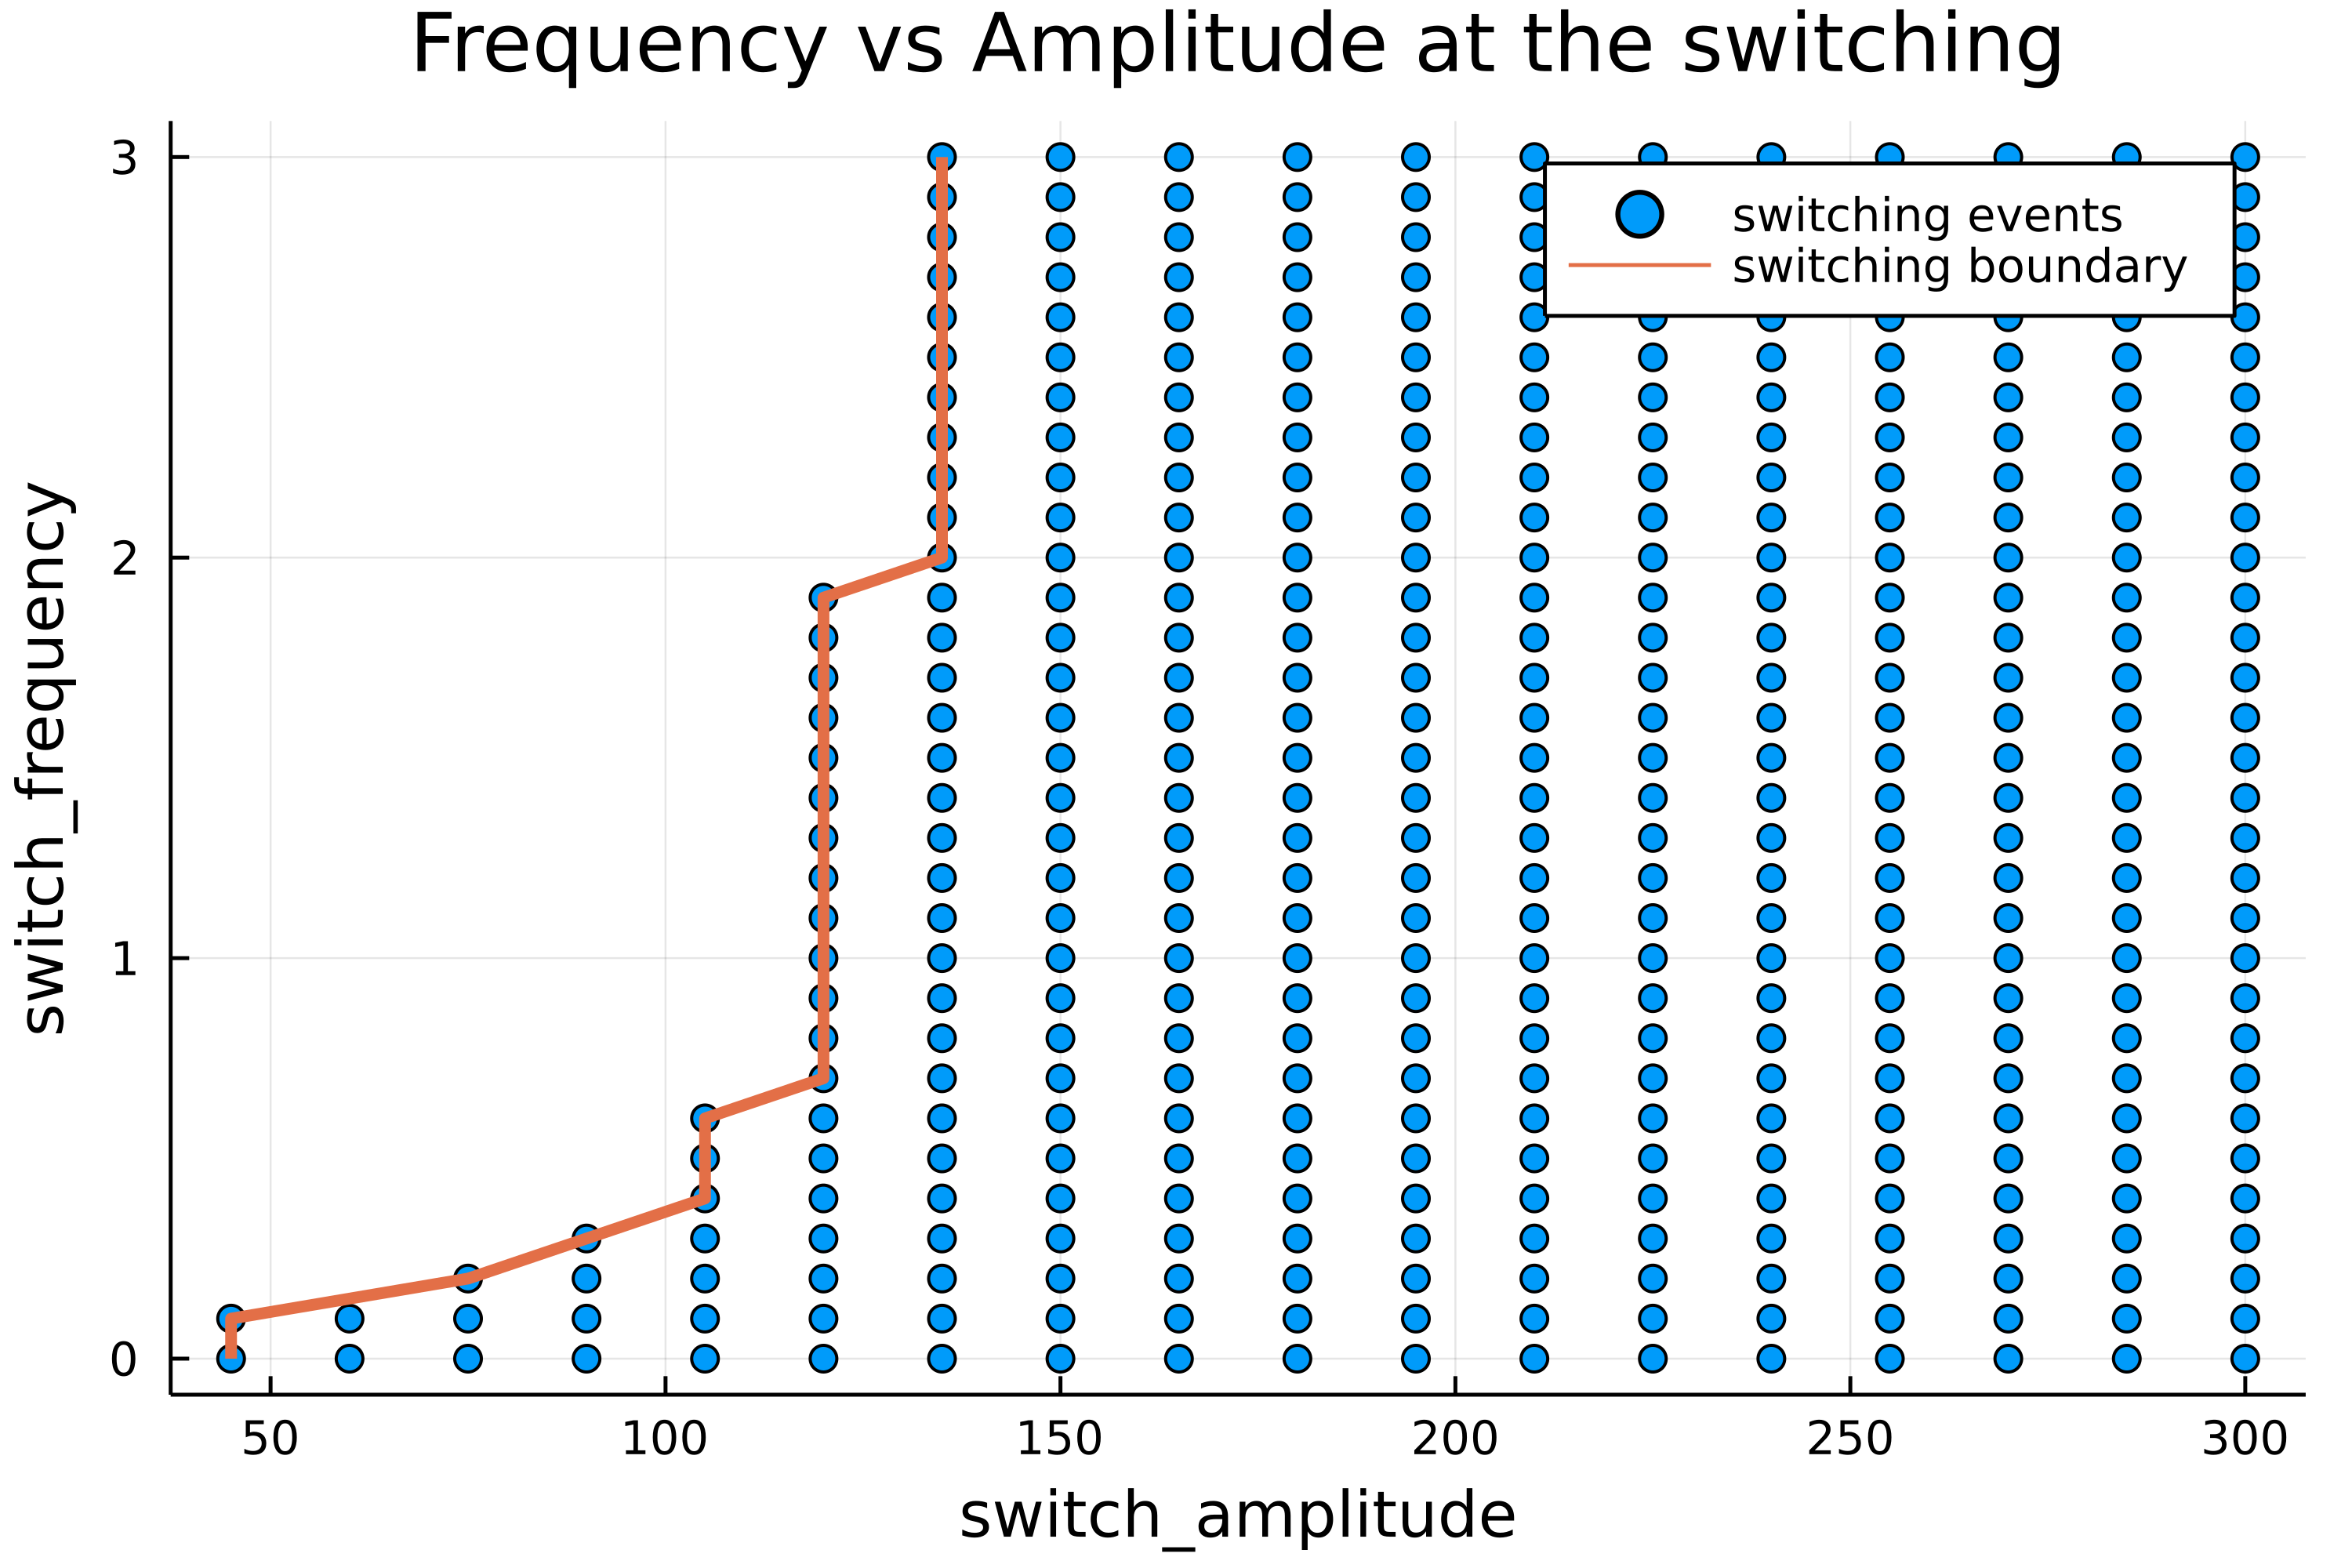 Frequency vs Amplitude at the switching
switching events
switching boundary
switch_frequency
3
2
1
0
50 100 150 200 250 300
switch_amplitude